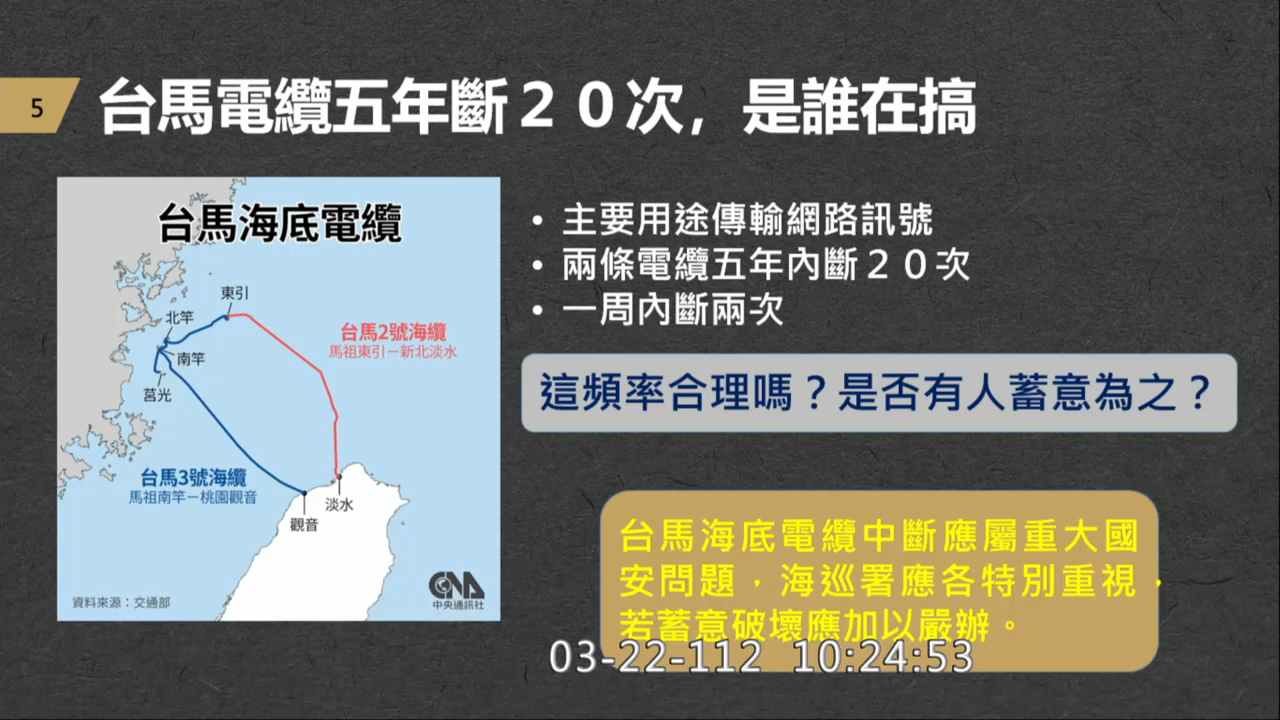 5
台馬電纜五年斷２０次，是誰在搞
台馬海底電纜
東引
北竿
南竿
莒光
台馬2號海纜
馬祖東引－新北淡水
台馬3號海纜
馬祖南竿－桃園觀音
淡水
觀音
資料來源：交通部
CNA
中央通訊社
• 主要用途傳輸網路訊號
• 兩條電纜五年內斷２０次
• 一周內斷兩次
這頻率合理嗎？是否有人蓄意為之？
台馬海底電纜中斷應屬重大國
安問題，海巡署應各特別重視，
若蓄意破壞應加以嚴辦。
03-22-112 10:24:53